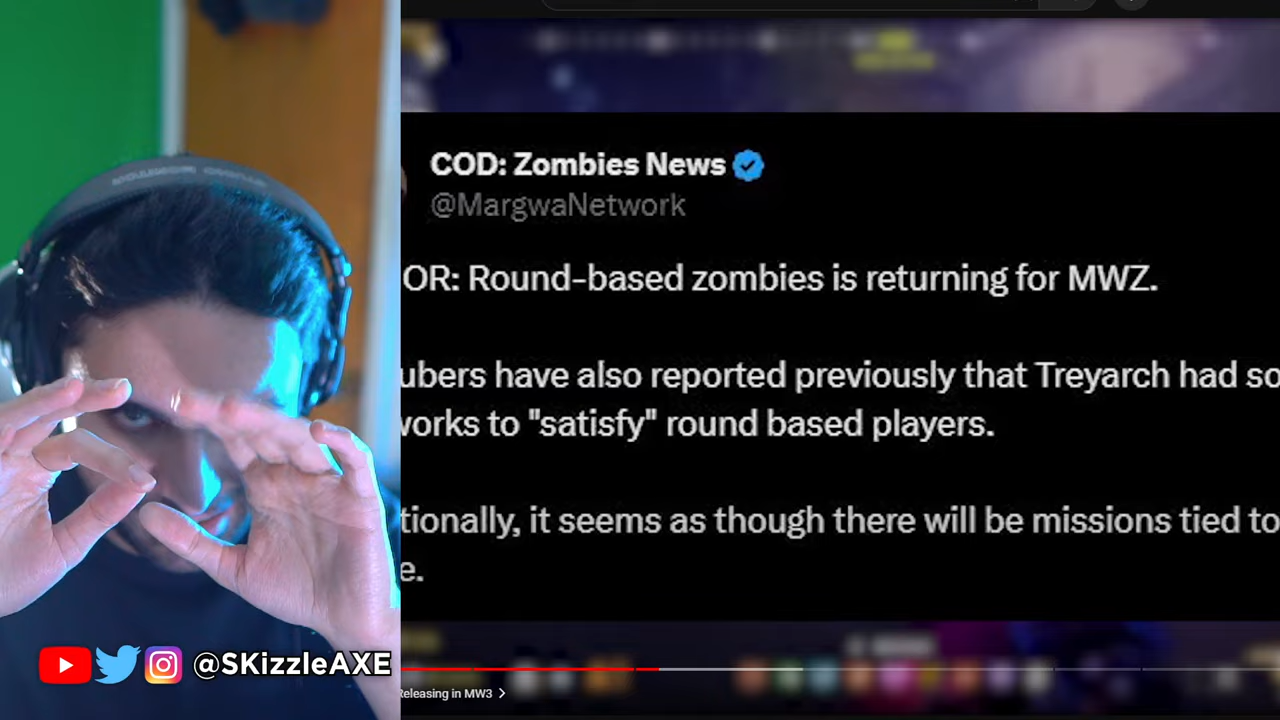 COD: Zombies News
@MargwaNetwork
OR: Round-based zombies is returning for MWZ.
ubers have also reported previously that Treyarch had so
works to "satisfy" round based players.
tionally, it seems as though there will be missions tied to
e.
@SKizzleAXE
Releasing in MW3 >